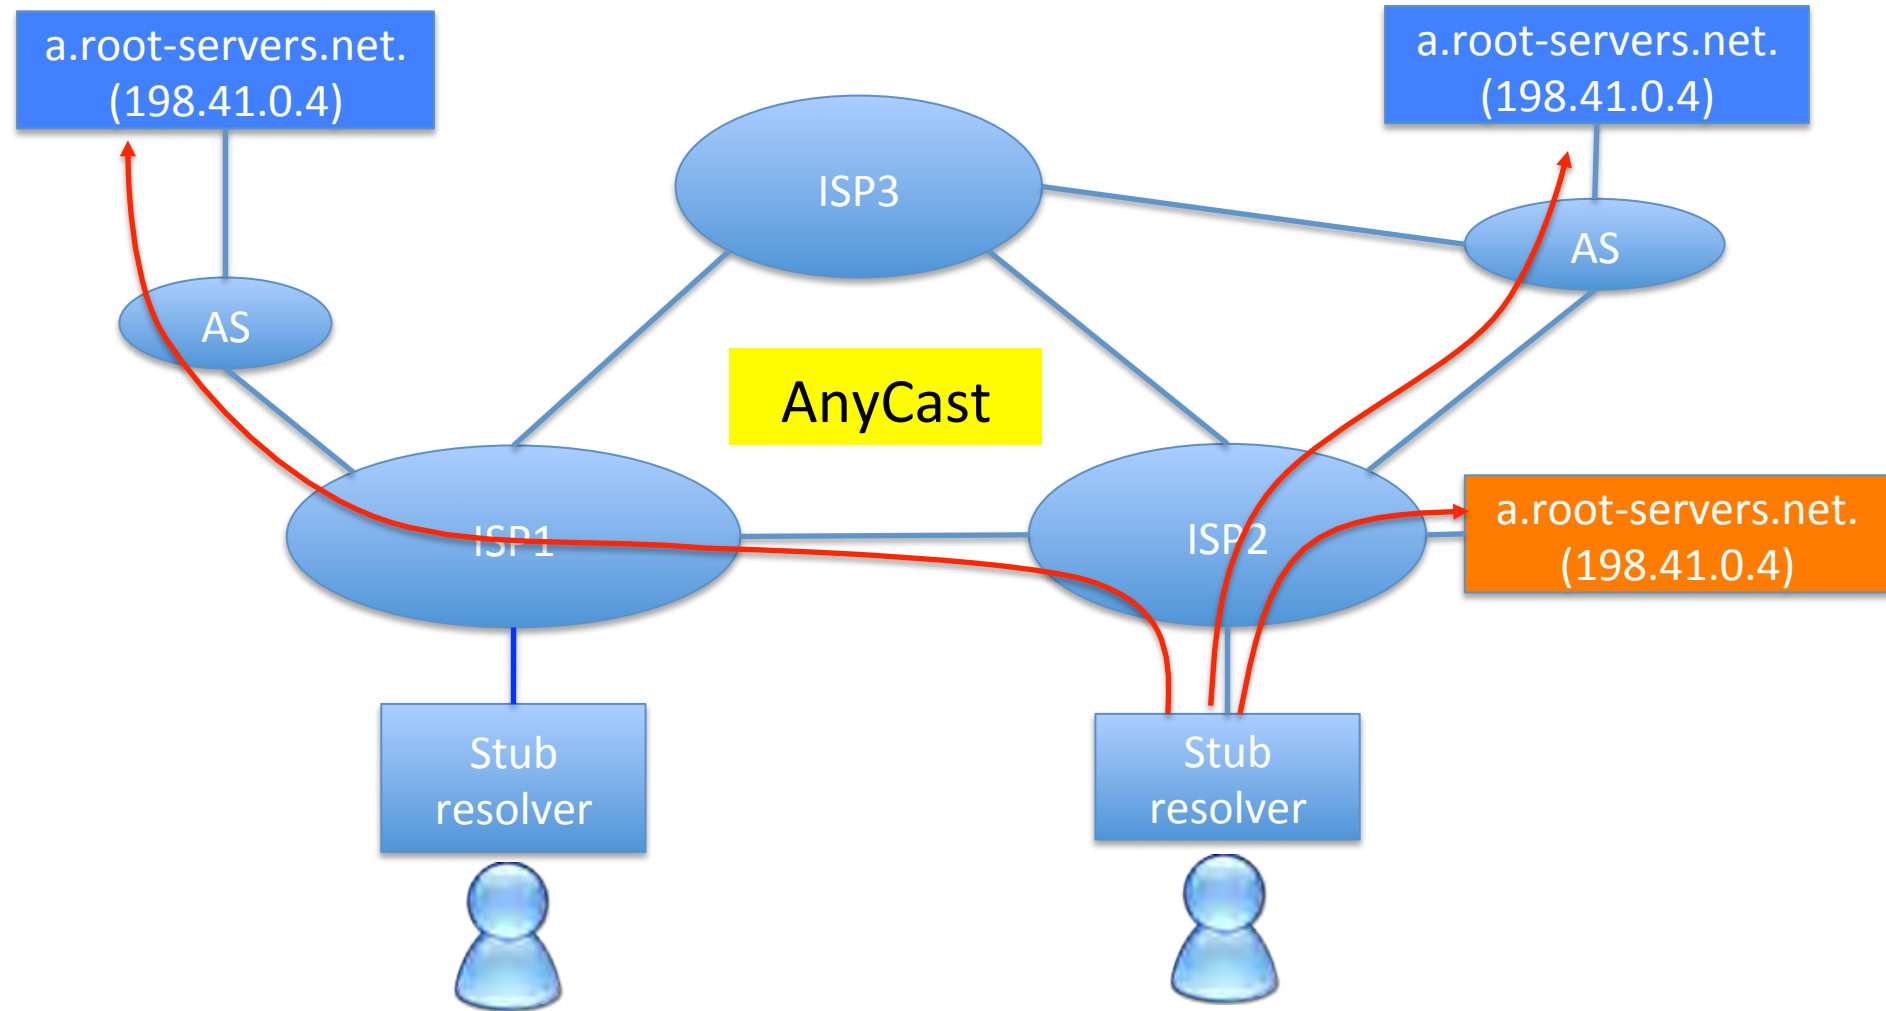 a.root-servers.net.
(198.41.0.4)
a.root-servers.net.
(198.41.0.4)
ISP3
AS
AS
AnyCast
ISP1
ISP2
a.root-servers.net.
(198.41.0.4)
Stub
resolver
Stub
resolver